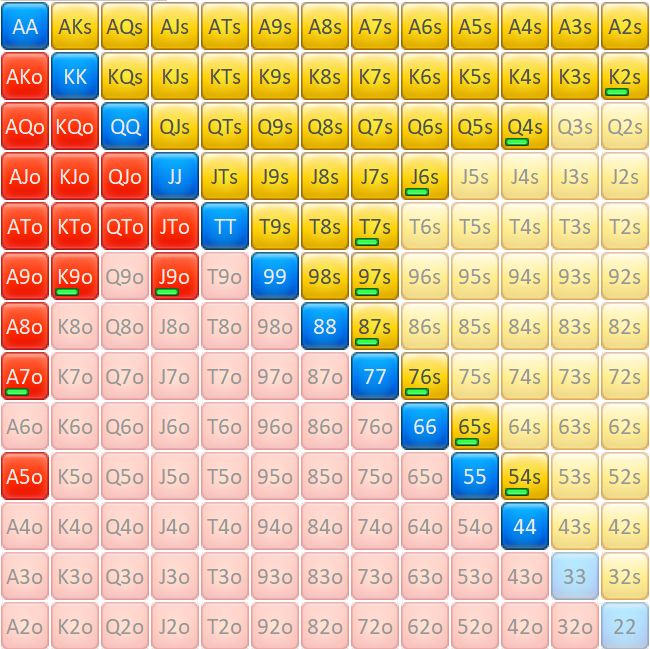 AA AKs AQs AJs ATs A9s A8s A7s A6s A5s A4s A3s A2s
AKo KK KQs KJs KTs K9s K8s K7s K6s K5s K4s K3s K2s
AQo KQo QQ QJs QTs Q9s Q8s Q7s Q6s Q5s Q4s Q3s Q2s
AJo KJo QJo JJ JTs J9s J8s J7s J6s J5s J4s J3s J2s
ATo KTo QTo JTo TT T9s T8s T7s T6s T5s T4s T3s T2s
A9o K9o Q9o J9o T9o 99 98s 97s 96s 95s 94s 93s 92s
A8o K8o Q8o J8o T8o 98o 88 87s 86s 85s 84s 83s 82s
A7o K7o Q7o J7o T7o 97o 87o 77 76s 75s 74s 73s 72s
A6o K6o Q6o J6o T6o 96o 86o 76o 66 65s 64s 63s 62s
A5o K5o Q5o J5o T5o 95o 85o 75o 65o 55 54s 53s 52s
A4o K4o Q4o J4o T4o 94o 84o 74o 64o 54o 44 43s 42s
A3o K3o Q3o J3o T3o 93o 83o 73o 63o 53o 43o 33 32s
A2o K2o Q2o J2o T2o 92o 82o 72o 62o 52o 42o 32o 22